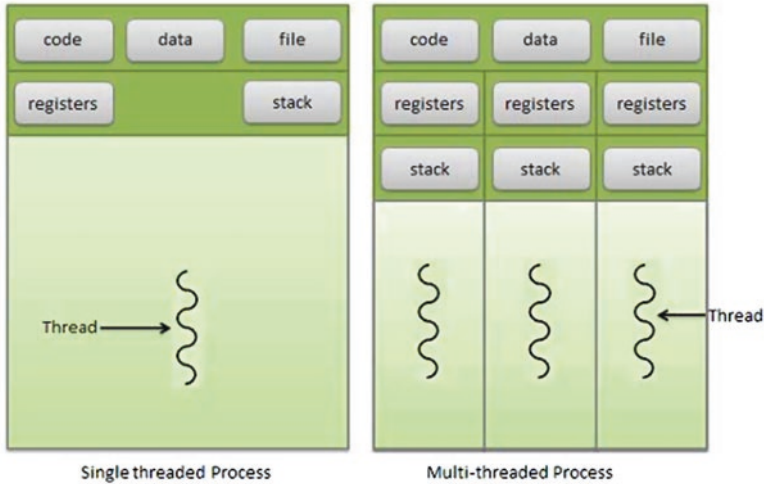 code data file
registers stack
Thread
Single threaded Process
code data file
registers registers registers
stack stack stack
Thread
Multi-threaded Process